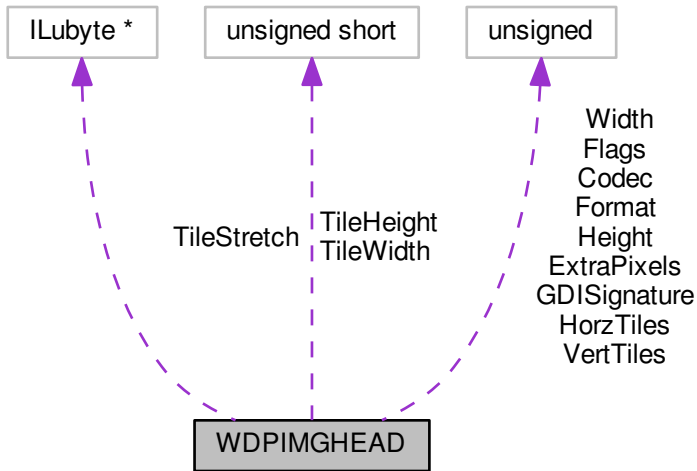 ILubyte *
unsigned short
unsigned
TileStretch
TileHeight
TileWidth
Width
Flags
Codec
Format
Height
ExtraPixels
GDISignature
HorzTiles
VertTiles
WDPIMGHEAD